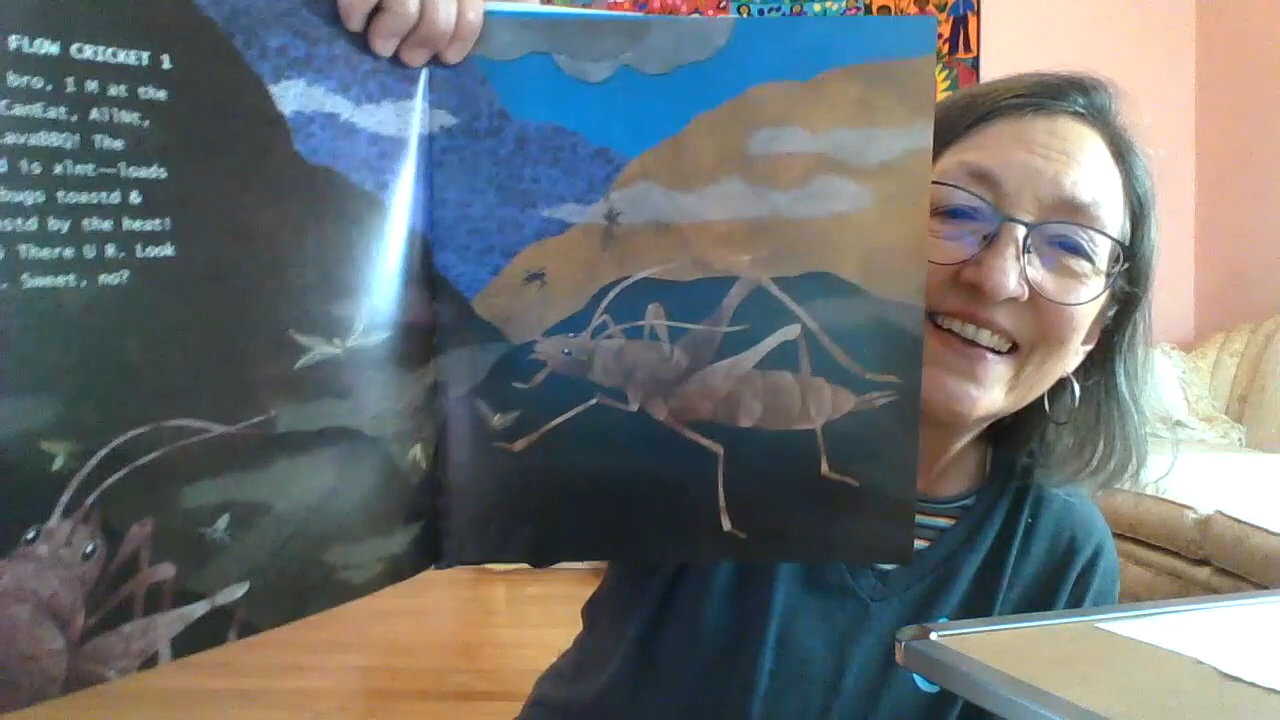 FLOW CRICKET 1
bro, I M at the
CanEat, AllNt,
LavaBBQ! The
d is xlnt--loads
bugs toastd &
astd by the heat!
There U R. Look
. Sweet, no?